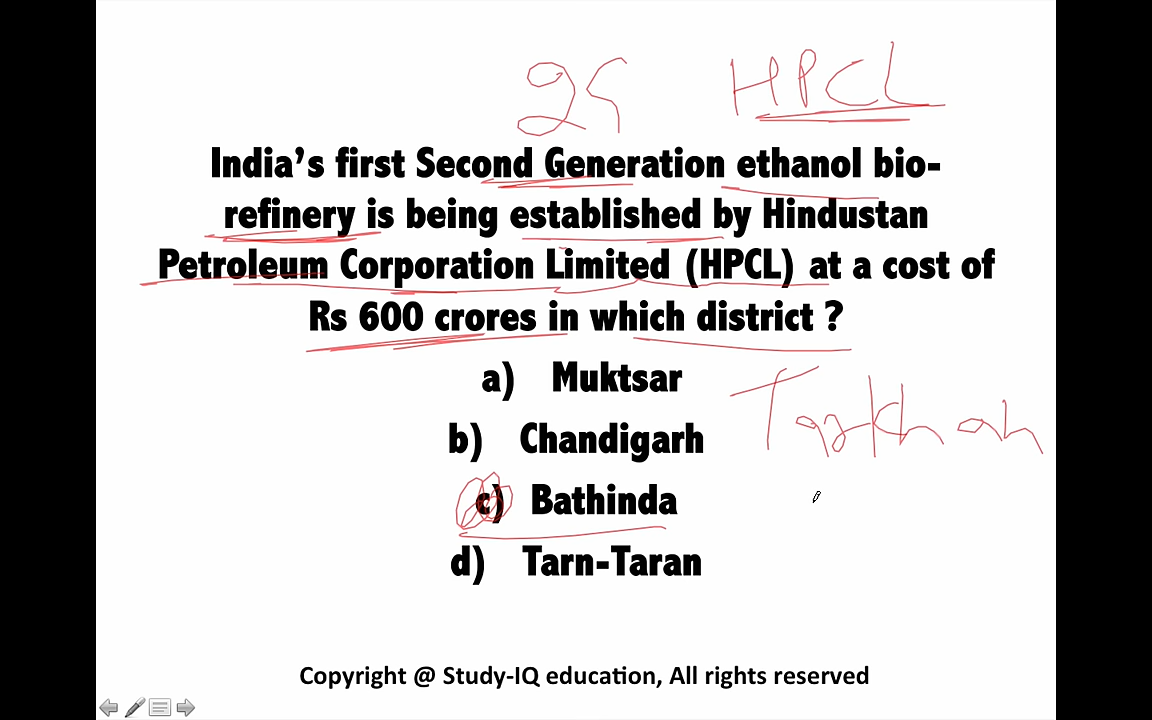 2G HPCL
India's first Second Generation ethanol bio-
refinery is being established by Hindustan
Petroleum Corporation Limited (HPCL) at a cost of
Rs 600 crores in which district ?
a) Muktsar
b) Chandigarh
Tarkhan
c) Bathinda
d) Tarn-Taran
Copyright @ Study-IQ education, All rights reserved